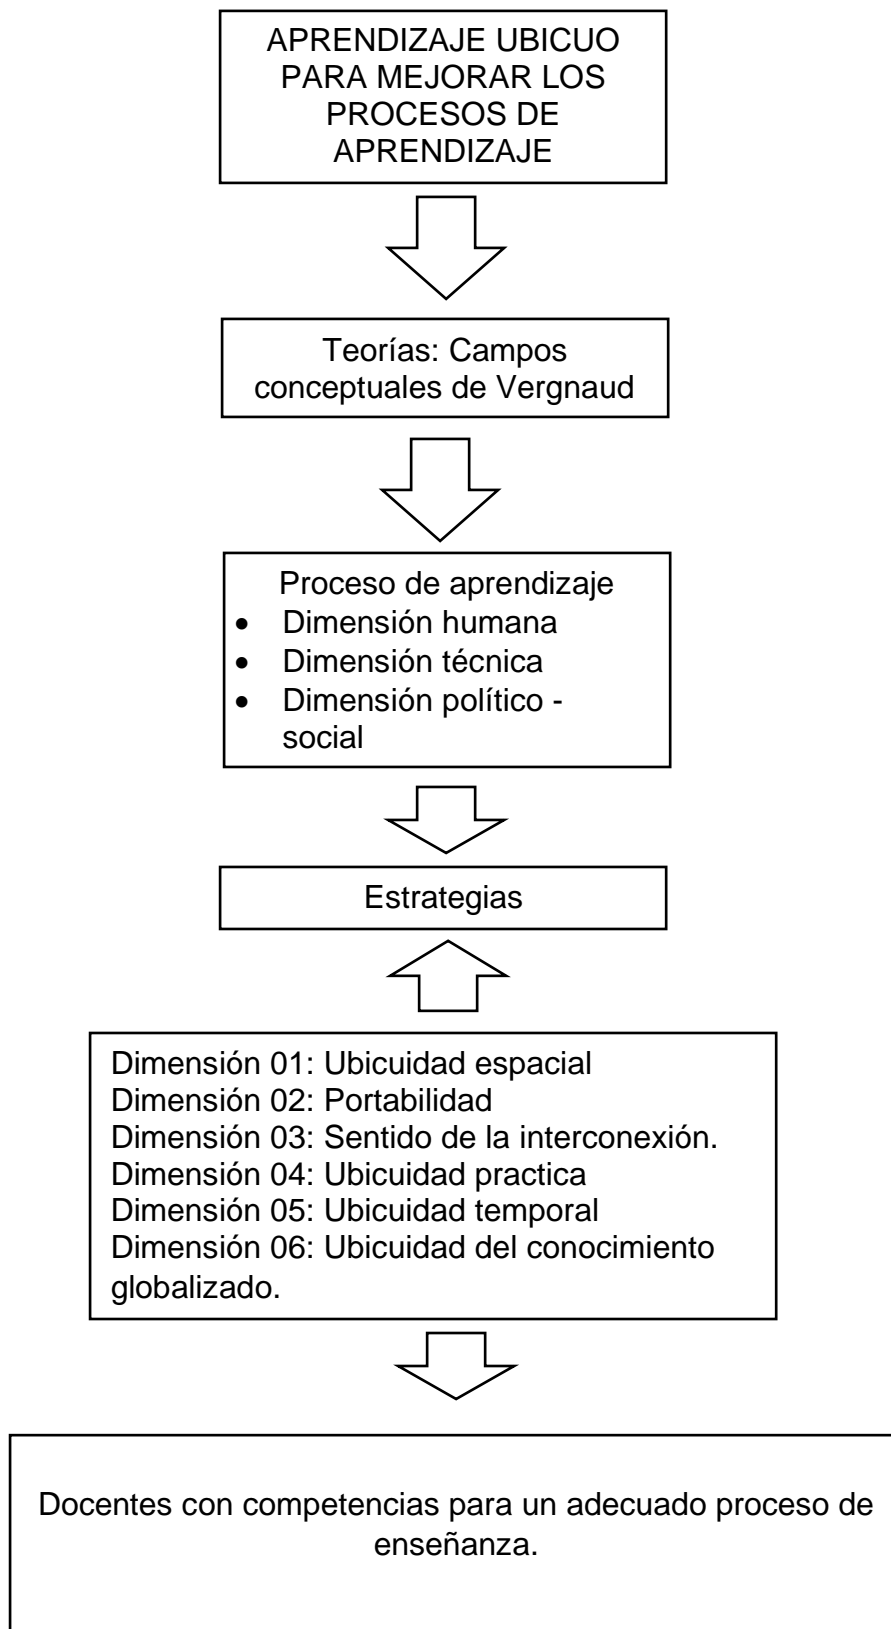 APRENDIZAJE UBICUO
PARA MEJORAR LOS
PROCESOS DE
APRENDIZAJE
Teorías: Campos
conceptuales de Vergnaud
Proceso de aprendizaje
• Dimensión humana
• Dimensión técnica
• Dimensión político -
social
Estrategias
Dimensión 01: Ubicuidad espacial
Dimensión 02: Portabilidad
Dimensión 03: Sentido de la interconexión.
Dimensión 04: Ubicuidad practica
Dimensión 05: Ubicuidad temporal
Dimensión 06: Ubicuidad del conocimiento
globalizado.
Docentes con competencias para un adecuado proceso de
enseñanza.